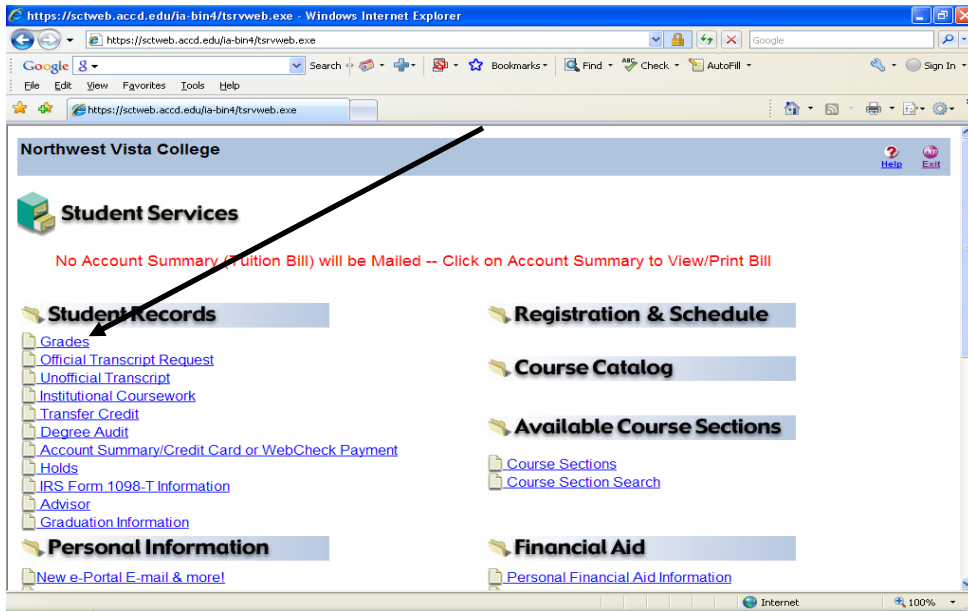 https://sctweb.accd.edu/ia-bin4/tsrvweb.exe - Windows Internet Explorer
https://sctweb.accd.edu/ia-bin4/tsrvweb.exe
Google
Google
Search
Bookmarks
Find
Check
AutoFill
Sign In
File Edit View Favorites Tools Help
https://sctweb.accd.edu/ia-bin4/tsrvweb.exe
Northwest Vista College
Help
Exit
Student Services
No Account Summary (Tuition Bill) will be Mailed -- Click on Account Summary to View/Print Bill
Student Records
Grades
Official Transcript Request
Unofficial Transcript
Institutional Coursework
Transfer Credit
Degree Audit
Account Summary/Credit Card or WebCheck Payment
Holds
IRS Form 1098-T Information
Advisor
Graduation Information
Registration & Schedule
Course Catalog
Available Course Sections
Course Sections
Course Section Search
Personal Information
New e-Portal E-mail & more!
Financial Aid
Personal Financial Aid Information
Internet
100%